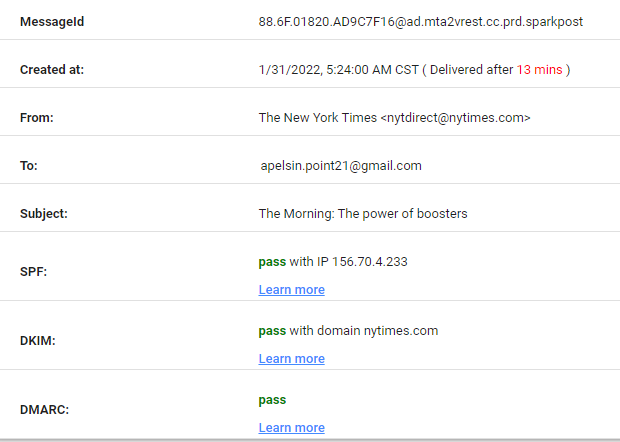 MessageId 88.6F.01820.AD9C7F16@ad.mta2vrest.cc.prd.sparkpost
Created at: 1/31/2022, 5:24:00 AM CST ( Delivered after 13 mins )
From: The New York Times <nytdirect@nytimes.com>
To: apelsin.point21@gmail.com
Subject: The Morning: The power of boosters
SPF: pass with IP 156.70.4.233
Learn more
DKIM: pass with domain nytimes.com
Learn more
DMARC: pass
Learn more